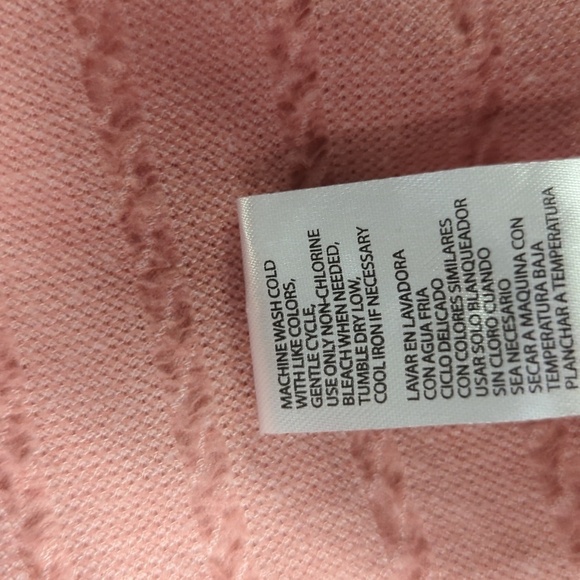 MACHINE WASH COLD
WITH LIKE COLORS,
GENTLE CYCLE,
USE ONLY NON-CHLORINE
BLEACH WHEN NEEDED,
TUMBLE DRY LOW,
COOL IRON IF NECESSARY
LAVAR EN LAVADORA
CON AGUA FRIA
CICLO DELICADO
CON COLORES SIMILARES
USAR SOLO BLANQUEADOR
SIN CLORO CUANDO
SEA NECESARIO
SECAR A MAQUINA CON
TEMPERATURA BAJA
PLANCHAR A TEMPERATURA